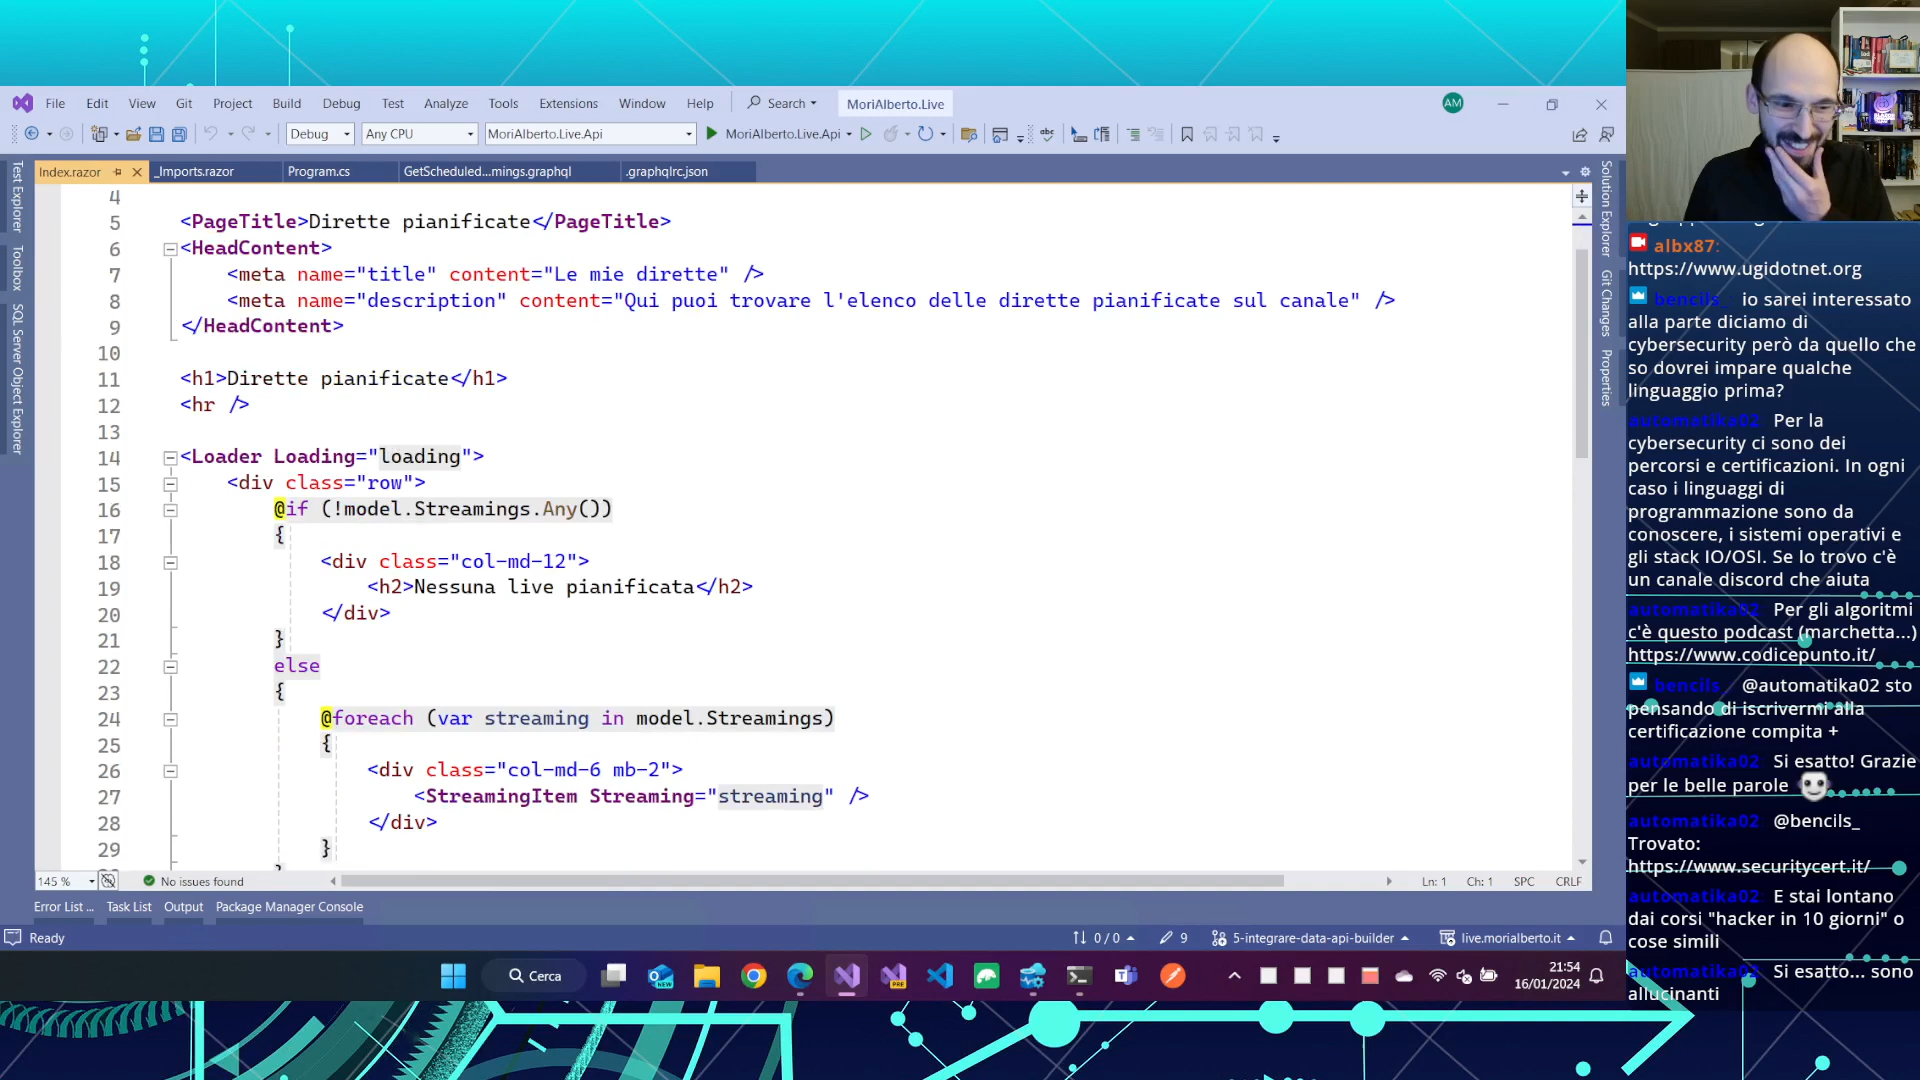 File Edit View Git Project Build Debug Test Analyze Tools Extensions Window Help Search MoriAlberto.Live AM
Debug Any CPU MoriAlberto.Live.Api MoriAlberto.Live.Api
Index.razor _Imports.razor Program.cs GetScheduled...mings.graphql .graphqlrc.json
Test Explorer
Toolbox
SQL Server Object Explorer
4
5 <PageTitle>Dirette pianificate</PageTitle>
6 <HeadContent>
7 <meta name="title" content="Le mie dirette" />
8 <meta name="description" content="Qui puoi trovare l'elenco delle dirette pianificate sul canale" />
9 </HeadContent>
10
11 <h1>Dirette pianificate</h1>
12 <hr />
13
14 <Loader Loading="loading">
15 <div class="row">
16 @if (!model.Streamings.Any())
17 {
18 <div class="col-md-12">
19 <h2>Nessuna live pianificata</h2>
20 </div>
21 }
22 else
23 {
24 @foreach (var streaming in model.Streamings)
25 {
26 <div class="col-md-6 mb-2">
27 <StreamingItem Streaming="streaming" />
28 </div>
29 }
Solution Explorer
Git Changes
Properties
145 % No issues found Ln: 1 Ch: 1 SPC CRLF
Error List ... Task List Output Package Manager Console
Ready 0 / 0 9 5-integrare-data-api-builder live.morialberto.it
Cerca
NEW
PRE
21:54
16/01/2024
albx87:
https://www.ugidotnet.org
bencils_ io sarei interessato
alla parte diciamo di
cybersecurity però da quello che
so dovrei impare qualche
linguaggio prima?
automatika02 Per la
cybersecurity ci sono dei
percorsi e certificazioni. In ogni
caso i linguaggi di
programmazione sono da
conoscere, i sistemi operativi e
gli stack IO/OSI. Se lo trovo c'è
un canale discord che aiuta
automatika02 Per gli algoritmi
c'è questo podcast (marchetta...)
https://www.codicepunto.it/
bencils_ @automatika02 sto
pensando di iscrivermi alla
certificazione compita +
automatika02 Si esatto! Grazie
per le belle parole
automatika02 @bencils_
Trovato:
https://www.securitycert.it/
automatika02 E stai lontano
dai corsi "hacker in 10 giorni" o
cose simili
automatika02 Si esatto... sono
allucinanti